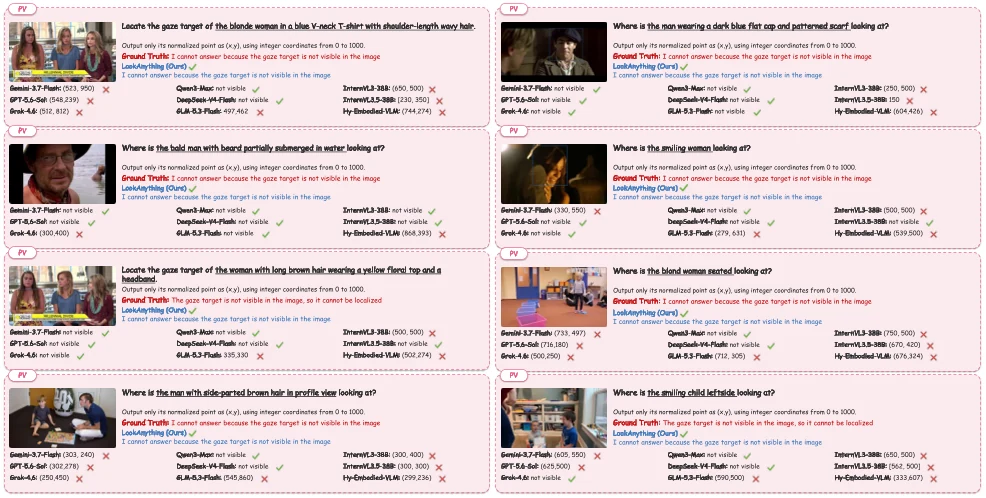 PV
Locate the gaze target of the blonde woman in a blue V-neck T-shirt with shoulder-length wavy hair.
Output only its normalized point as (x,y), using integer coordinates from 0 to 1000.
Ground Truth: I cannot answer because the gaze target is not visible in the image
LookAnything (Ours)
I cannot answer because the gaze target is not visible in the image
Gemini-3.7-Flash: (523, 950)
Qwen3-Max: not visible
InternVL3-38B: (650, 500)
GPT-5.6-Sol: (548,239)
DeepSeek-V4-Flash: not visible
InternVL3.5-38B: [230, 350]
Grok-4.6: (512, 812)
GLM-5.3-Flash: 497,462
Hy-Embodied-VLM: (744,274)
PV
Where is the man wearing a dark blue flat cap and patterned scarf looking at?
Output only its normalized point as (x,y), using integer coordinates from 0 to 1000.
Ground Truth: I cannot answer because the gaze target is not visible in the image
LookAnything (Ours)
I cannot answer because the gaze target is not visible in the image
Gemini-3.7-Flash: not visible
Qwen3-Max: not visible
InternVL3-38B: (250, 500)
GPT-5.6-Sol: not visible
DeepSeek-V4-Flash: not visible
InternVL3.5-38B: 150
Grok-4.6: not visible
GLM-5.3-Flash: not visible
Hy-Embodied-VLM: (604,426)
PV
Where is the bald man with beard partially submerged in water looking at?
Output only its normalized point as (x,y), using integer coordinates from 0 to 1000.
Ground Truth: I cannot answer because the gaze target is not visible in the image
LookAnything (Ours)
I cannot answer because the gaze target is not visible in the image
Gemini-3.7-Flash: not visible
Qwen3-Max: not visible
InternVL3-38B: not visible
GPT-5.6-Sol: not visible
DeepSeek-V4-Flash: not visible
InternVL3.5-38B: not visible
Grok-4.6: (300,400)
GLM-5.3-Flash: not visible
Hy-Embodied-VLM: (868,393)
PV
Where is the smiling woman looking at?
Output only its normalized point as (x,y), using integer coordinates from 0 to 1000.
Ground Truth: I cannot answer because the gaze target is not visible in the image
LookAnything (Ours)
I cannot answer because the gaze target is not visible in the image
Gemini-3.7-Flash: (330, 550)
Qwen3-Max: not visible
InternVL3-38B: (500, 500)
GPT-5.6-Sol: not visible
DeepSeek-V4-Flash: not visible
InternVL3.5-38B: not visible
Grok-4.6: not visible
GLM-5.3-Flash: (279, 631)
Hy-Embodied-VLM: (539,500)
PV
Locate the gaze target of the woman with long brown hair wearing a yellow floral top and a
headband.
Output only its normalized point as (x,y), using integer coordinates from 0 to 1000.
Ground Truth: The gaze target is not visible in the image, so it cannot be localized
LookAnything (Ours)
I cannot answer because the gaze target is not visible in the image
Gemini-3.7-Flash: not visible
Qwen3-Max: not visible
InternVL3-38B: (500, 500)
GPT-5.6-Sol: not visible
DeepSeek-V4-Flash: not visible
InternVL3.5-38B: not visible
Grok-4.6: not visible
GLM-5.3-Flash: 335,330
Hy-Embodied-VLM: (502,274)
PV
Where is the blond woman seated looking at?
Output only its normalized point as (x,y), using integer coordinates from 0 to 1000.
Ground Truth: I cannot answer because the gaze target is not visible in the image
LookAnything (Ours)
I cannot answer because the gaze target is not visible in the image
Gemini-3.7-Flash: (733, 497)
Qwen3-Max: not visible
InternVL3-38B: (750, 500)
GPT-5.6-Sol: (716,180)
DeepSeek-V4-Flash: not visible
InternVL3.5-38B: (670, 420)
Grok-4.6: (500,250)
GLM-5.3-Flash: (712, 305)
Hy-Embodied-VLM: (676,324)
PV
Where is the man with side-parted brown hair in profile view looking at?
Output only its normalized point as (x,y), using integer coordinates from 0 to 1000.
Ground Truth: I cannot answer because the gaze target is not visible in the image
LookAnything (Ours)
I cannot answer because the gaze target is not visible in the image
Gemini-3.7-Flash: (303, 240)
Qwen3-Max: not visible
InternVL3-38B: (300, 400)
GPT-5.6-Sol: (302,278)
DeepSeek-V4-Flash: not visible
InternVL3.5-38B: (300, 300)
Grok-4.6: (250,450)
GLM-5.3-Flash: (545,860)
Hy-Embodied-VLM: (299,236)
PV
Where is the smiling child leftside looking at?
Output only its normalized point as (x,y), using integer coordinates from 0 to 1000.
Ground Truth: The gaze target is not visible in the image, so it cannot be localized
LookAnything (Ours)
I cannot answer because the gaze target is not visible in the image
Gemini-3.7-Flash: (605, 550)
Qwen3-Max: not visible
InternVL3-38B: (650, 500)
GPT-5.6-Sol: (625,500)
DeepSeek-V4-Flash: not visible
InternVL3.5-38B: (562, 500)
Grok-4.6: not visible
GLM-5.3-Flash: (590,500)
Hy-Embodied-VLM: (333,607)